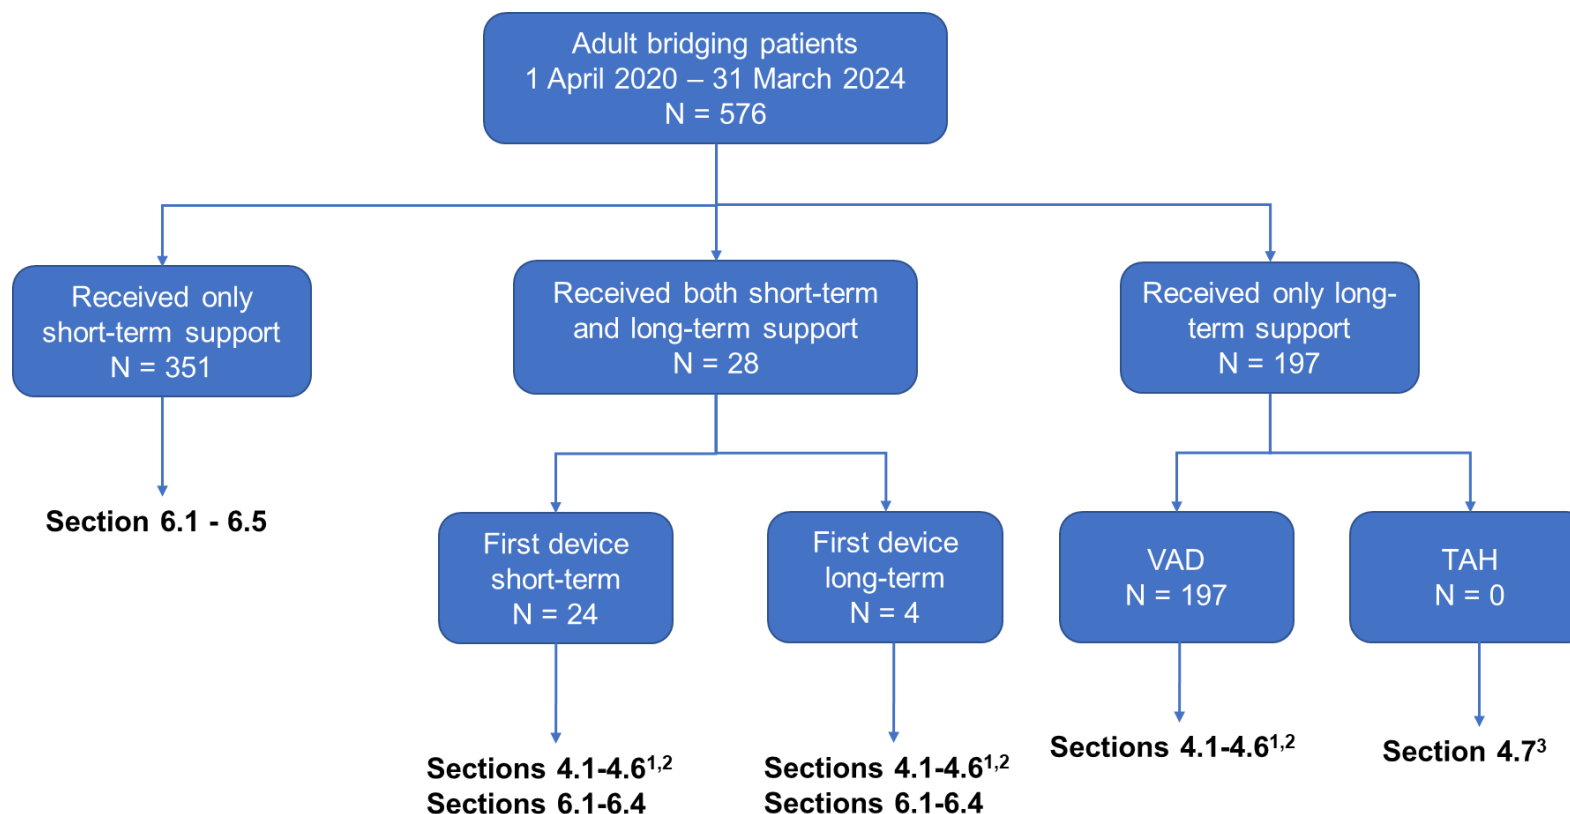 Adult bridging patients
1 April 2020 – 31 March 2024
N = 576
Received only
short-term support
N = 351
Received both short-term
and long-term support
N = 28
Received only long-
term support
N = 197
Section 6.1 - 6.5
First device
short-term
N = 24
First device
long-term
N = 4
VAD
N = 197
TAH
N = 0
Sections 4.1-4.6¹,²
Sections 6.1-6.4
Sections 4.1-4.6¹,²
Sections 6.1-6.4
Sections 4.1-4.6¹,²
Section 4.7³